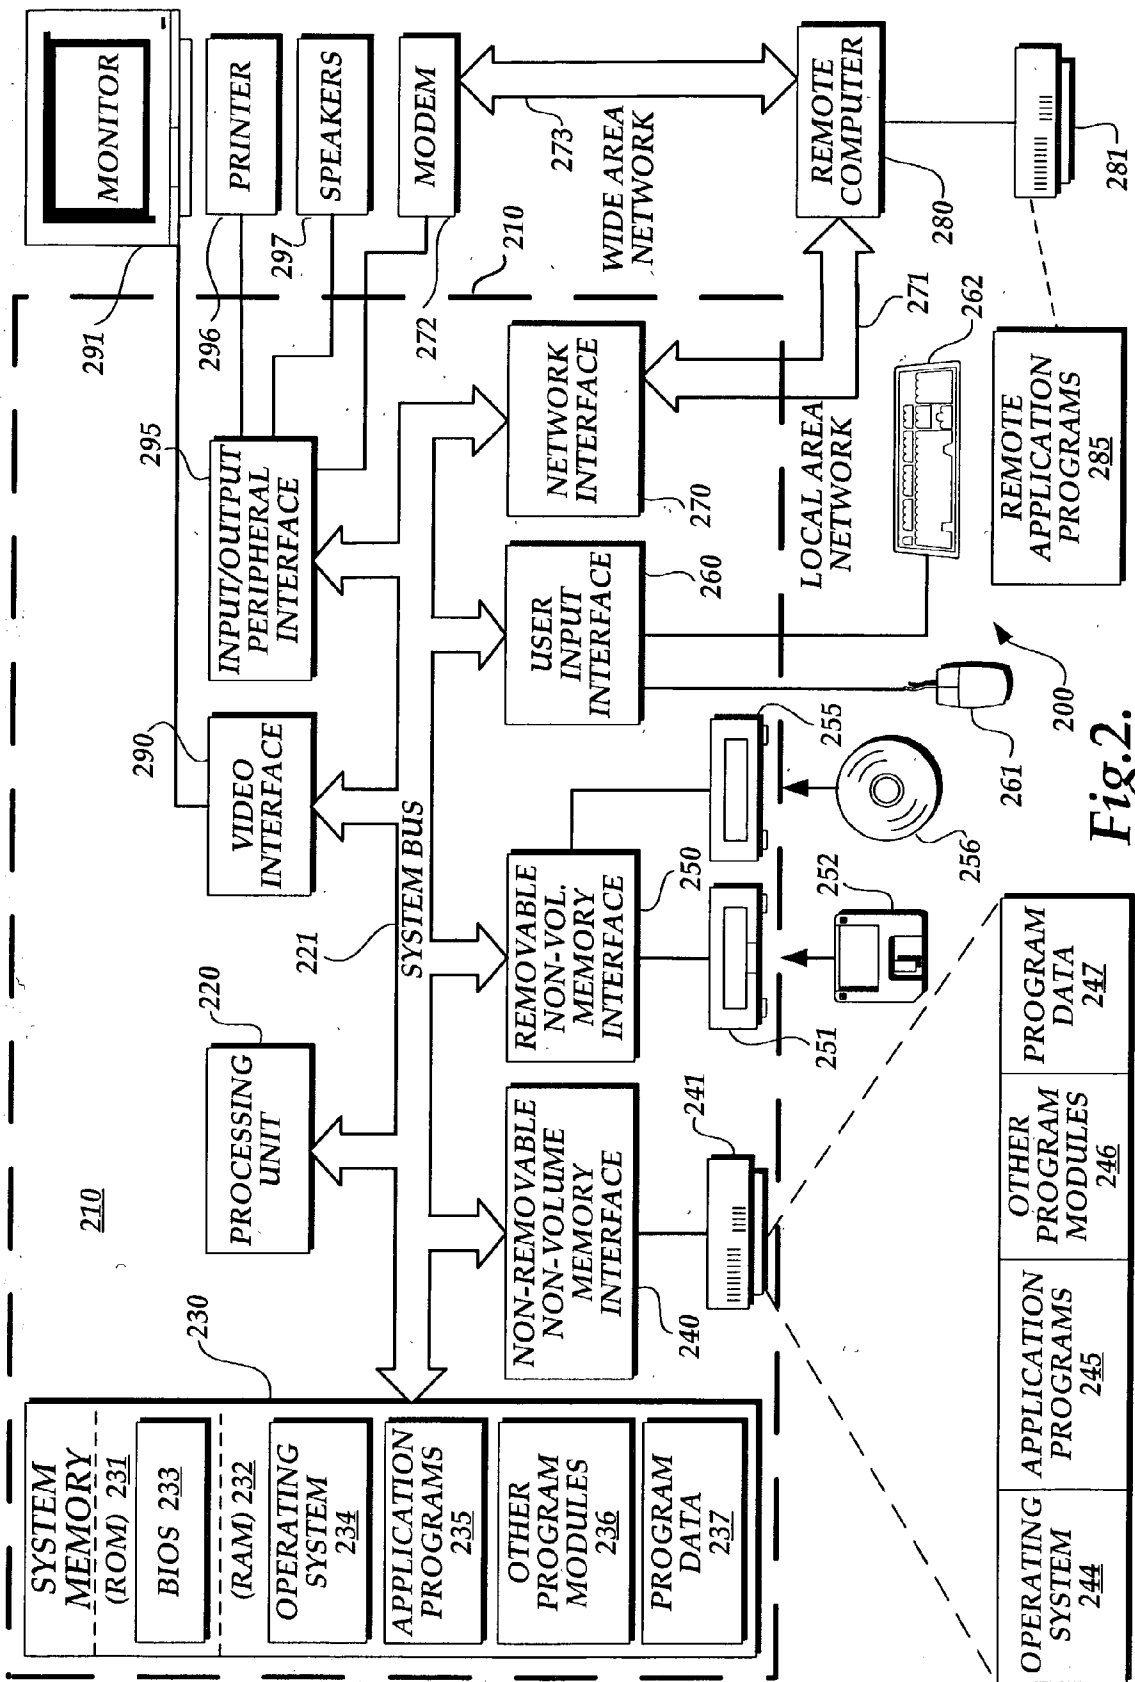 210
SYSTEM
MEMORY
(ROM) 231
BIOS 233
(RAM) 232
OPERATING
SYSTEM
234
APPLICATION
PROGRAMS
235
OTHER
PROGRAM
MODULES
236
PROGRAM
DATA
237
230
PROCESSING
UNIT
220
221
SYSTEM BUS
VIDEO
INTERFACE
290
INPUT/OUTPUT
PERIPHERAL
INTERFACE
295
MONITOR
291
PRINTER
296
SPEAKERS
297
MODEM
272
210
NON-REMOVABLE
NON-VOLUME
MEMORY
INTERFACE
240
REMOVABLE
NON-VOL.
MEMORY
INTERFACE
250
USER
INPUT
INTERFACE
260
NETWORK
INTERFACE
270
241
251
255
252
256
261
262
LOCAL AREA
NETWORK
271
WIDE AREA
NETWORK
273
REMOTE
COMPUTER
280
281
REMOTE
APPLICATION
PROGRAMS
285
OPERATING
SYSTEM
244
APPLICATION
PROGRAMS
245
OTHER
PROGRAM
MODULES
246
PROGRAM
DATA
247
200
Fig.2.